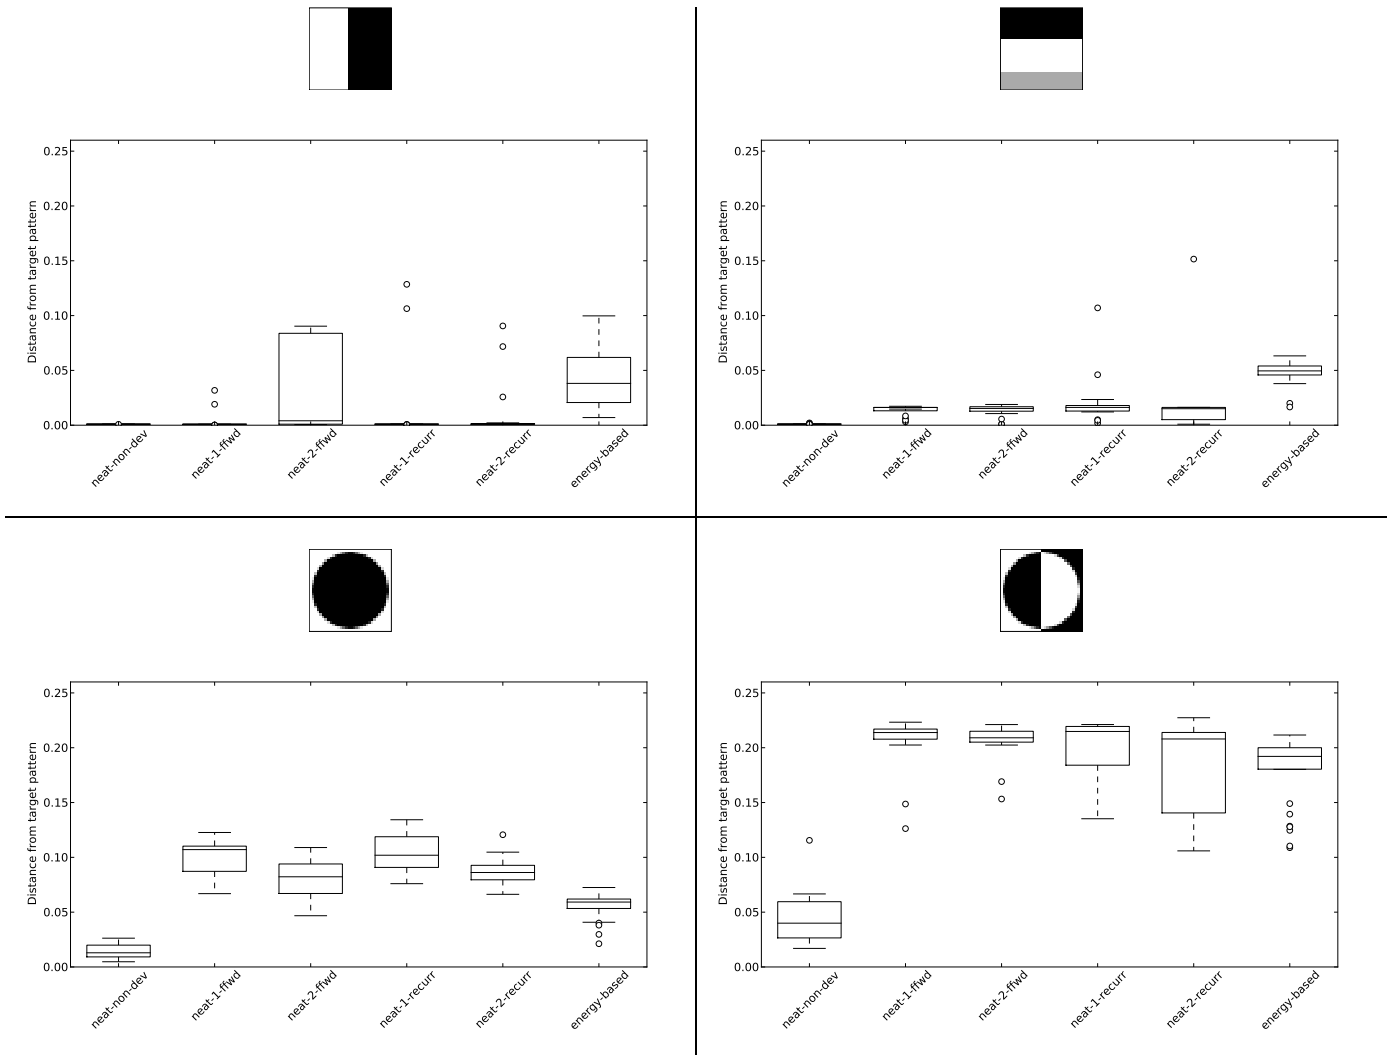 0.25
0.20
0.15
0.10
0.05
0.00
Distance from target pattern
neat-non-dev
neat-1-ffwd
neat-2-ffwd
neat-1-recurr
neat-2-recurr
energy-based
0.25
0.20
0.15
0.10
0.05
0.00
Distance from target pattern
neat-non-dev
neat-1-ffwd
neat-2-ffwd
neat-1-recurr
neat-2-recurr
energy-based
0.25
0.20
0.15
0.10
0.05
0.00
Distance from target pattern
neat-non-dev
neat-1-ffwd
neat-2-ffwd
neat-1-recurr
neat-2-recurr
energy-based
0.25
0.20
0.15
0.10
0.05
0.00
Distance from target pattern
neat-non-dev
neat-1-ffwd
neat-2-ffwd
neat-1-recurr
neat-2-recurr
energy-based